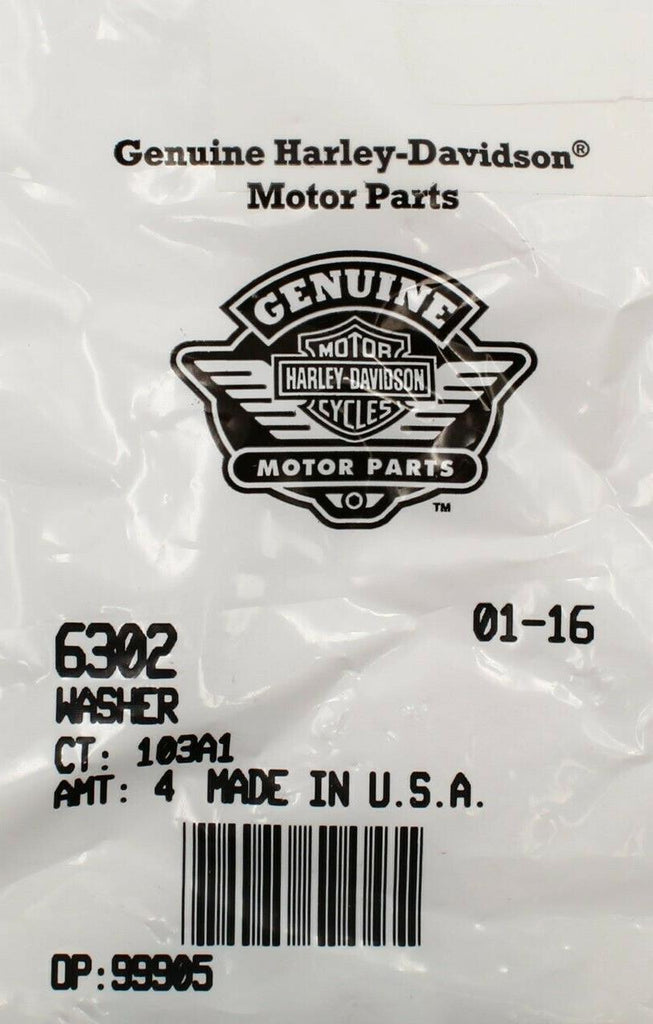 Genuine Harley-Davidson®
Motor Parts
GENUINE
MOTOR
HARLEY-DAVIDSON
CYCLES
MOTOR PARTS
TM
01-16
6302
WASHER
CT: 103A1
AMT: 4 MADE IN U.S.A.
OP:99905